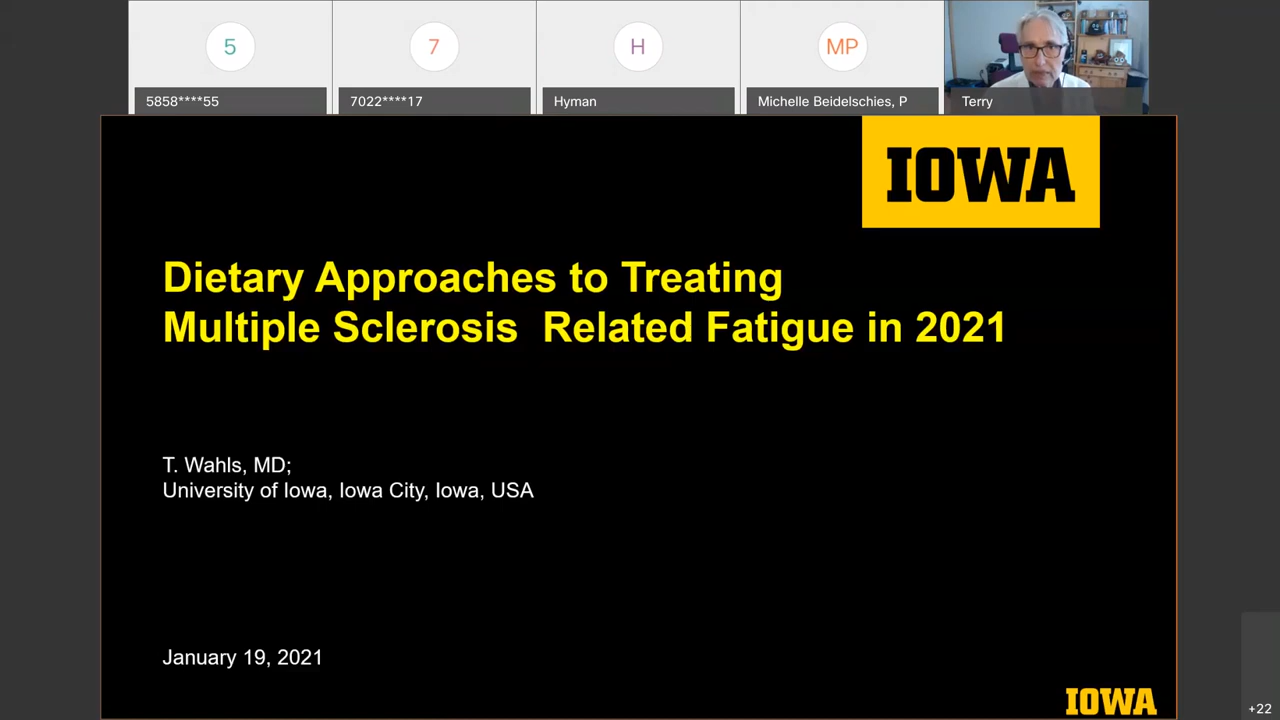 5
7
H
MP
5858****55
7022****17
Hyman
Michelle Beidelschies, P
Terry
IOWA
Dietary Approaches to Treating
Multiple Sclerosis  Related Fatigue in 2021
T. Wahls, MD;
University of Iowa, Iowa City, Iowa, USA
January 19, 2021
IOWA
+22